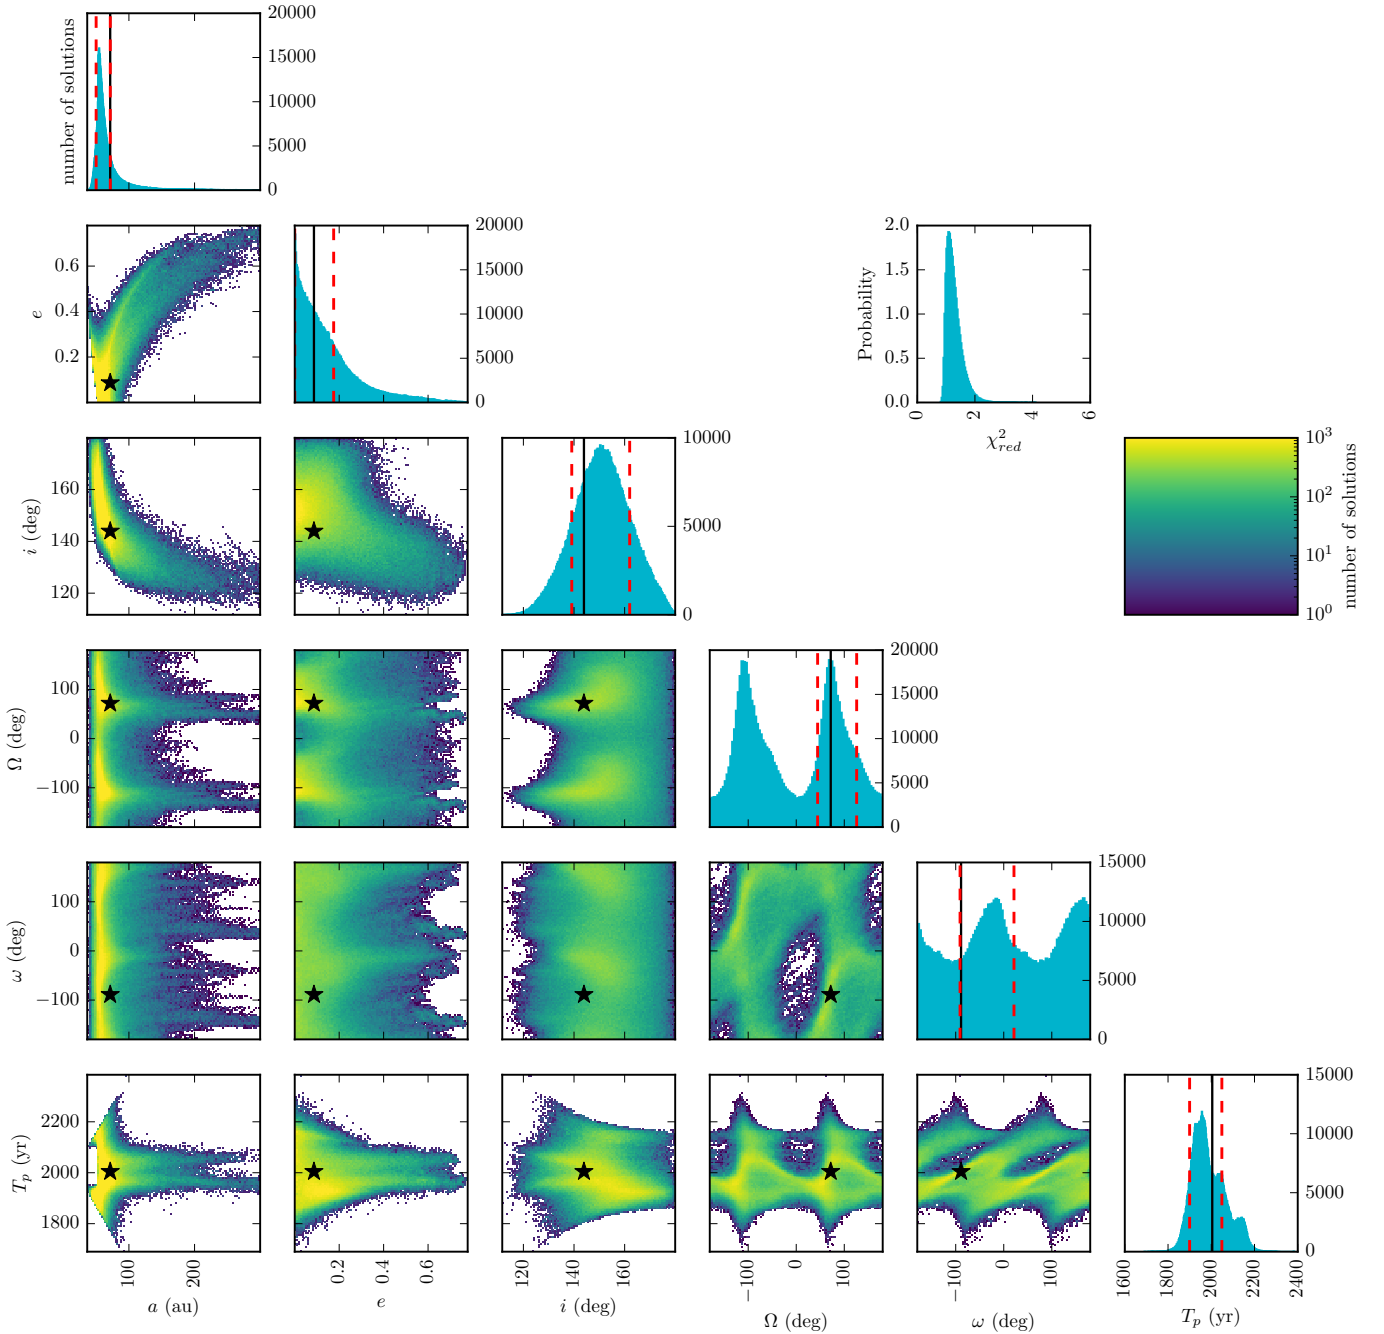 number of solutions
20000
15000
10000
5000
0
e
0.6
0.4
0.2
20000
15000
10000
5000
0
Probability
2.0
1.5
1.0
0.5
0.0
0 2 4 6
χ²red
i (deg)
160
140
120
10000
5000
0
10³
10²
10¹
10⁰
number of solutions
Ω (deg)
100
0
−100
20000
15000
10000
5000
0
ω (deg)
100
0
−100
15000
10000
5000
0
Tp (yr)
2200
2000
1800
15000
10000
5000
0
100 200
0.2 0.4 0.6
120 140 160
−100 0 100
−100 0 100
1600 1800 2000 2200 2400
a (au)
e
i (deg)
Ω (deg)
ω (deg)
Tp (yr)